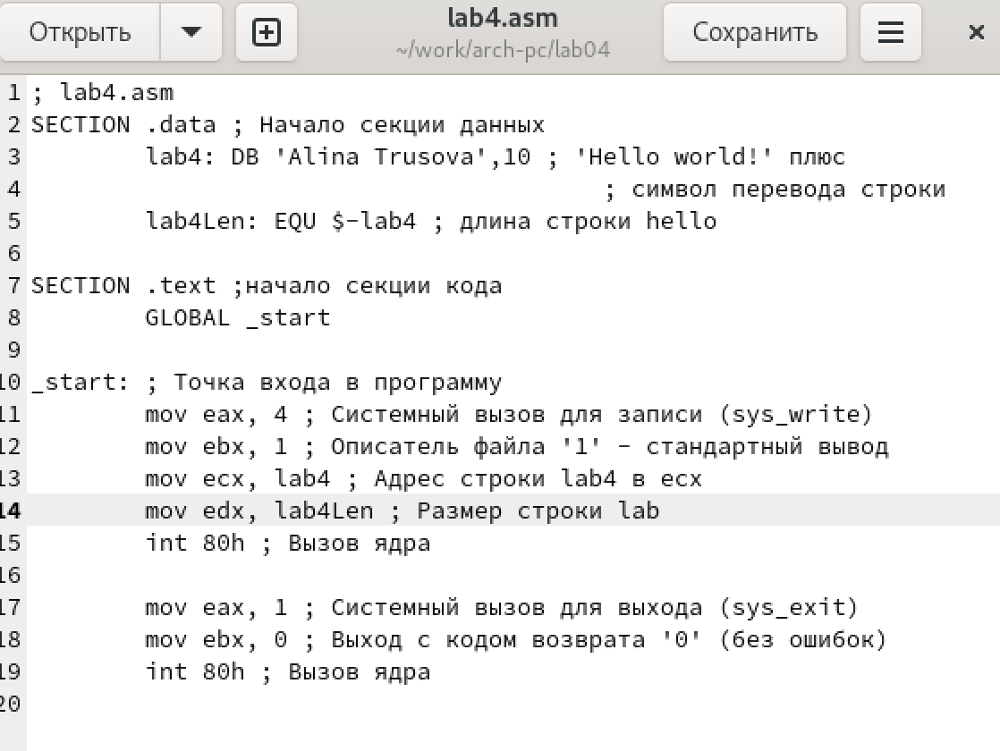 Открыть
lab4.asm
~/work/arch-pc/lab04
Сохранить
1 ; lab4.asm
2 SECTION .data ; Начало секции данных
3 lab4: DB 'Alina Trusova',10 ; 'Hello world!' плюс
4 ; символ перевода строки
5 lab4Len: EQU $-lab4 ; длина строки hello
6
7 SECTION .text ;начало секции кода
8 GLOBAL _start
9
10 _start: ; Точка входа в программу
11 mov eax, 4 ; Системный вызов для записи (sys_write)
12 mov ebx, 1 ; Описатель файла '1' - стандартный вывод
13 mov ecx, lab4 ; Адрес строки lab4 в ecx
14 mov edx, lab4Len ; Размер строки lab
15 int 80h ; Вызов ядра
16
17 mov eax, 1 ; Системный вызов для выхода (sys_exit)
18 mov ebx, 0 ; Выход с кодом возврата '0' (без ошибок)
19 int 80h ; Вызов ядра
20